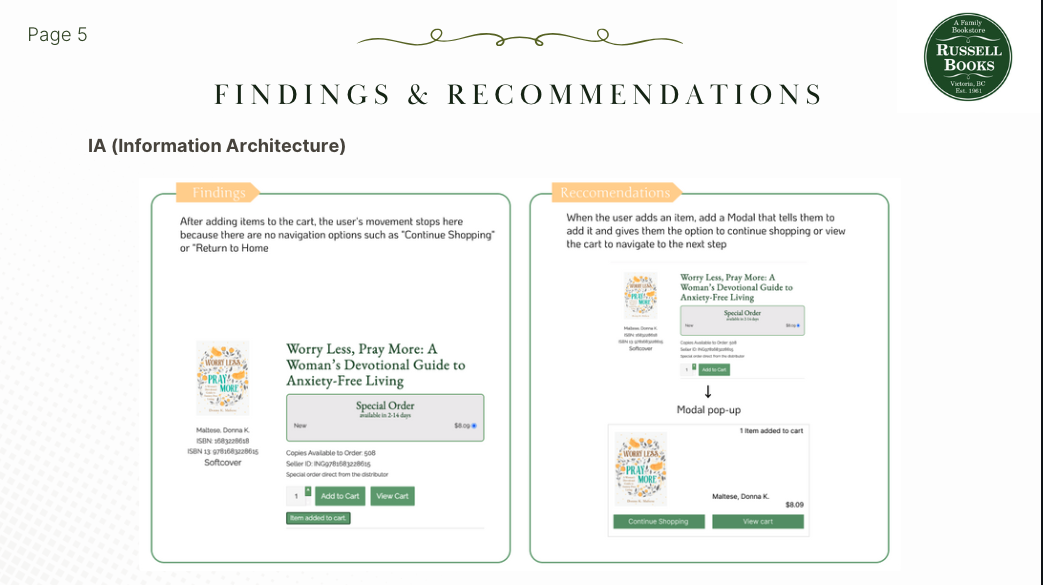 Page 5
A Family
Bookstore
RUSSELL
BOOKS
Victoria, BC
Est. 1961
FINDINGS & RECOMMENDATIONS
IA (Information Architecture)
Findings
After adding items to the cart, the user's movement stops here
because there are no navigation options such as "Continue Shopping"
or "Return to Home
WORRY LESS,
PRAY
MORE
Maltese, Donna K.
ISBN: 1683228618
ISBN 13: 9781683228615
Softcover
Worry Less, Pray More: A
Woman's Devotional Guide to
Anxiety-Free Living
Special Order
available in 2-14 days
New
$8.09
Copies Available to Order: 508
Seller ID: ING9781683228615
Special order direct from the distributor
1
Add to Cart
View Cart
Item added to cart.
Reccomendations
When the user adds an item, add a Modal that tells them to
add it and gives them the option to continue shopping or view
the cart to navigate to the next step
WORRY LESS,
PRAY
MORE
Maltese, Donna K.
Softcover
Worry Less, Pray More: A
Woman's Devotional Guide to
Anxiety-Free Living
Special Order
available in 2-14 days
New
$8.09
Copies Available to Order: 508
Seller ID: ING9781683228615
Special order direct from the distributor
1
Add to Cart
↓
Modal pop-up
1 Item added to cart
WORRY LESS,
PRAY
MORE
Maltese, Donna K.
$8.09
Continue Shopping
View cart